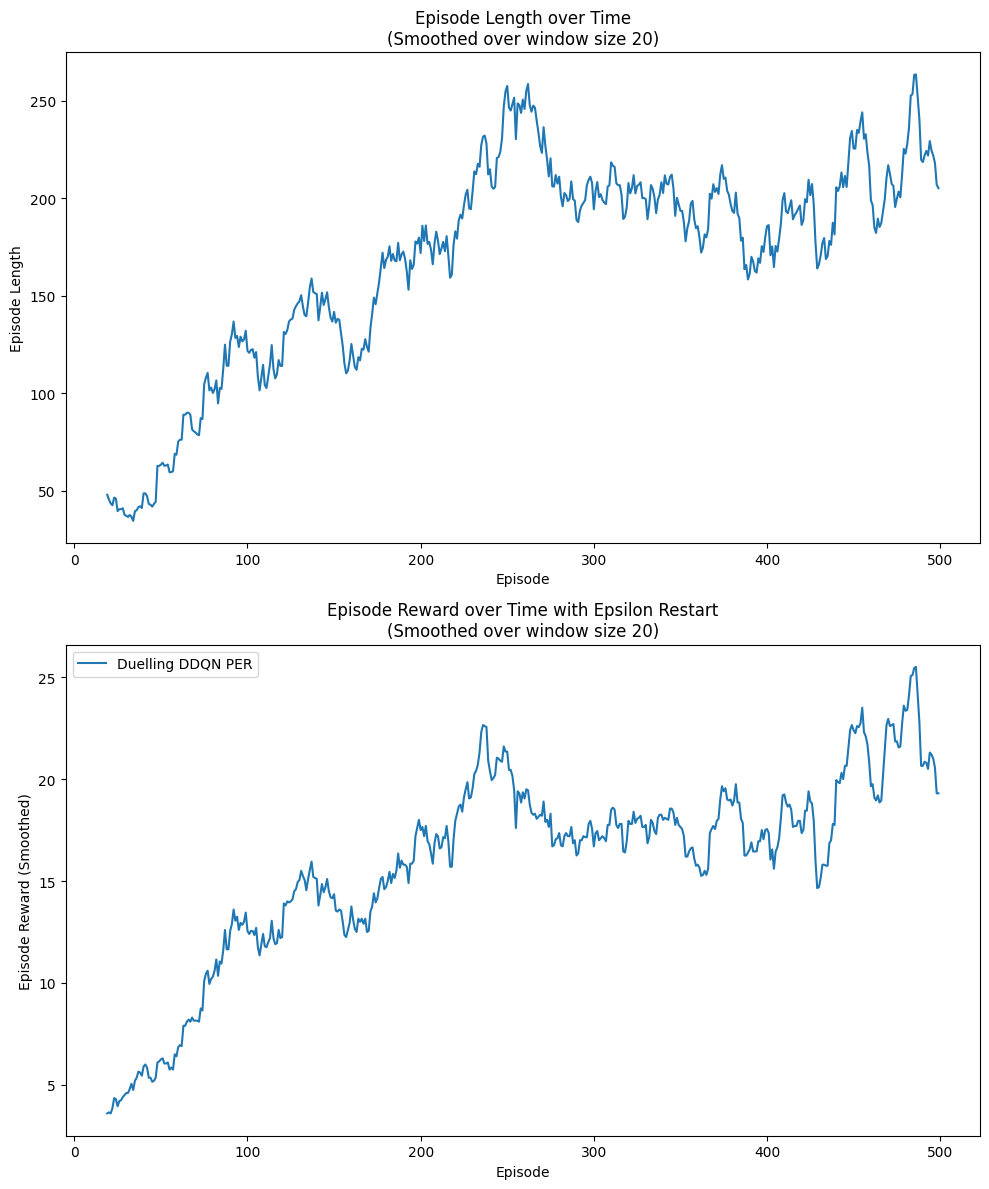 Episode Length over Time
(Smoothed over window size 20)
Episode Length
250
200
150
100
50
0
100
200
300
400
500
Episode
Episode Reward over Time with Epsilon Restart
(Smoothed over window size 20)
Duelling DDQN PER
Episode Reward (Smoothed)
25
20
15
10
5
0
100
200
300
400
500
Episode